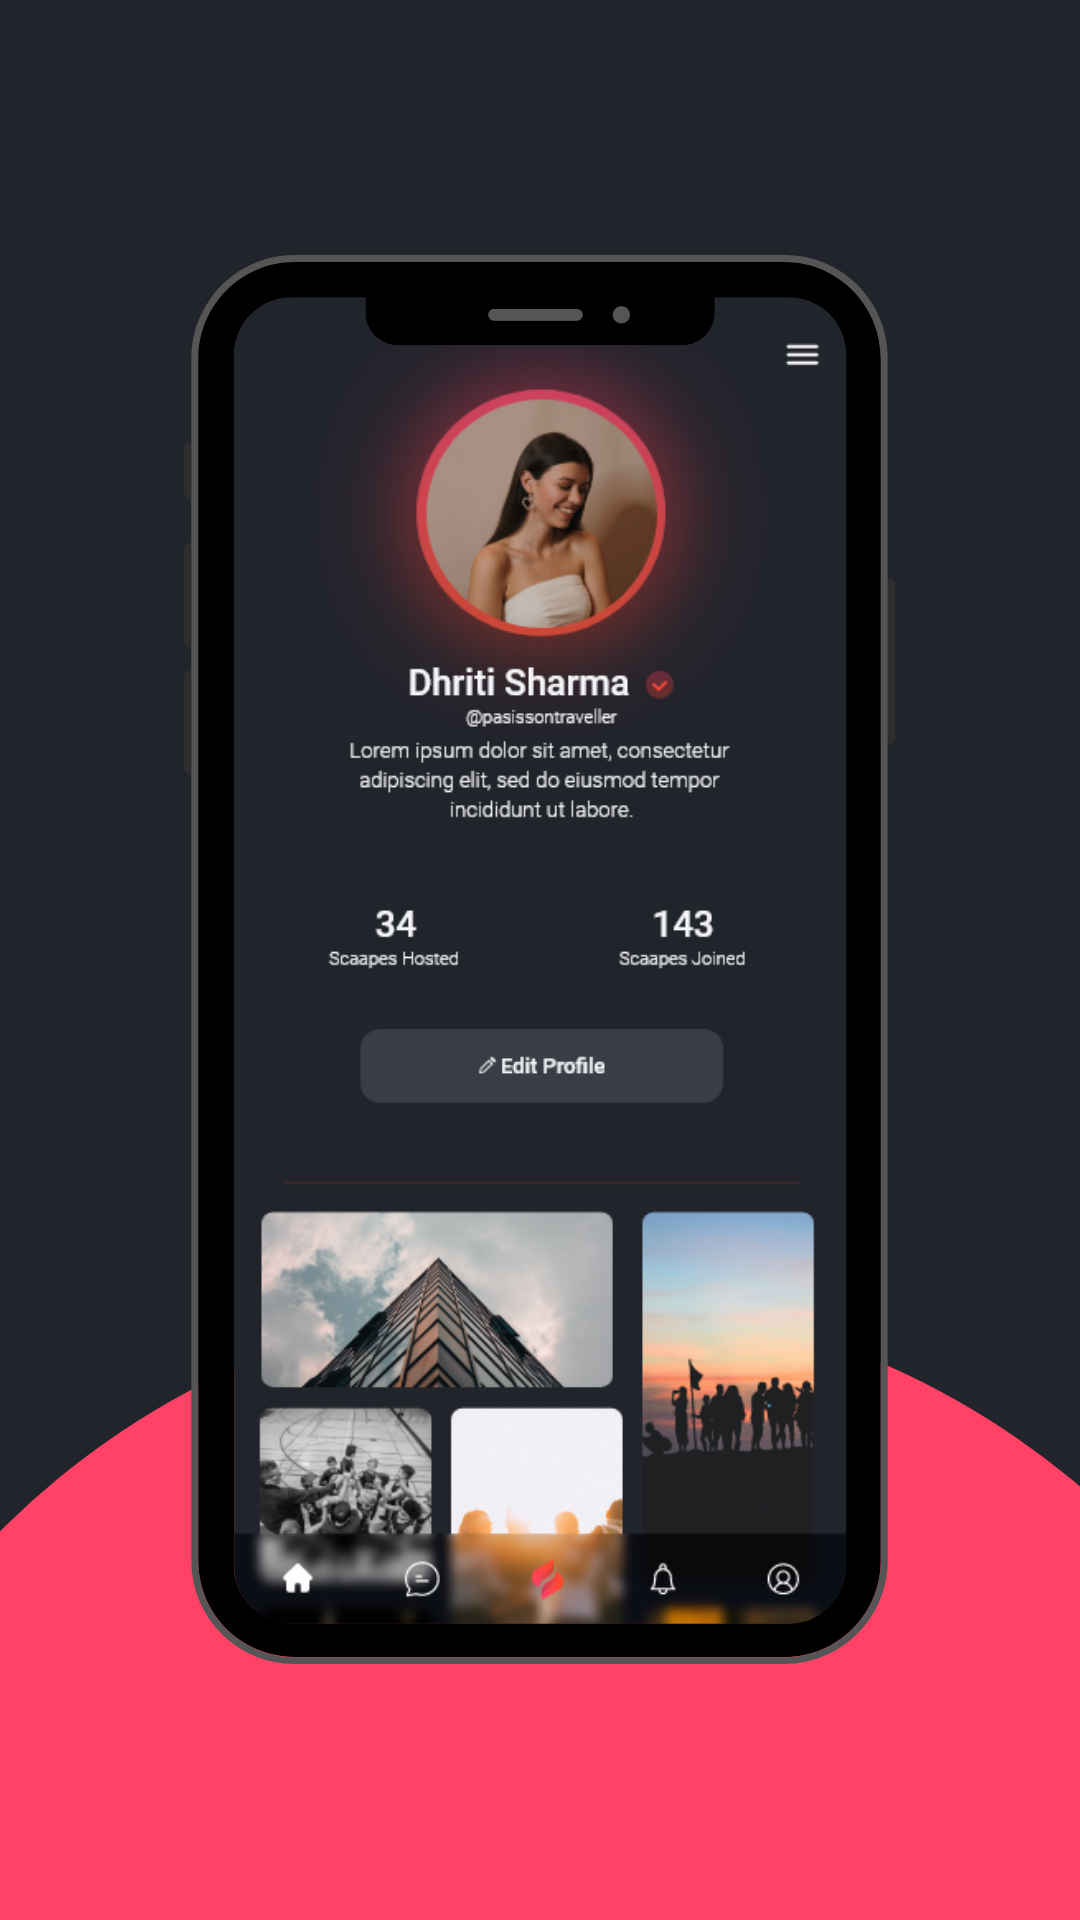 Dhriti Sharma
@pasissontraveller
Lorem ipsum dolor sit amet, consectetur
adipiscing elit, sed do eiusmod tempor
incididunt ut labore.
34
Scaapes Hosted
143
Scaapes Joined
Edit Profile